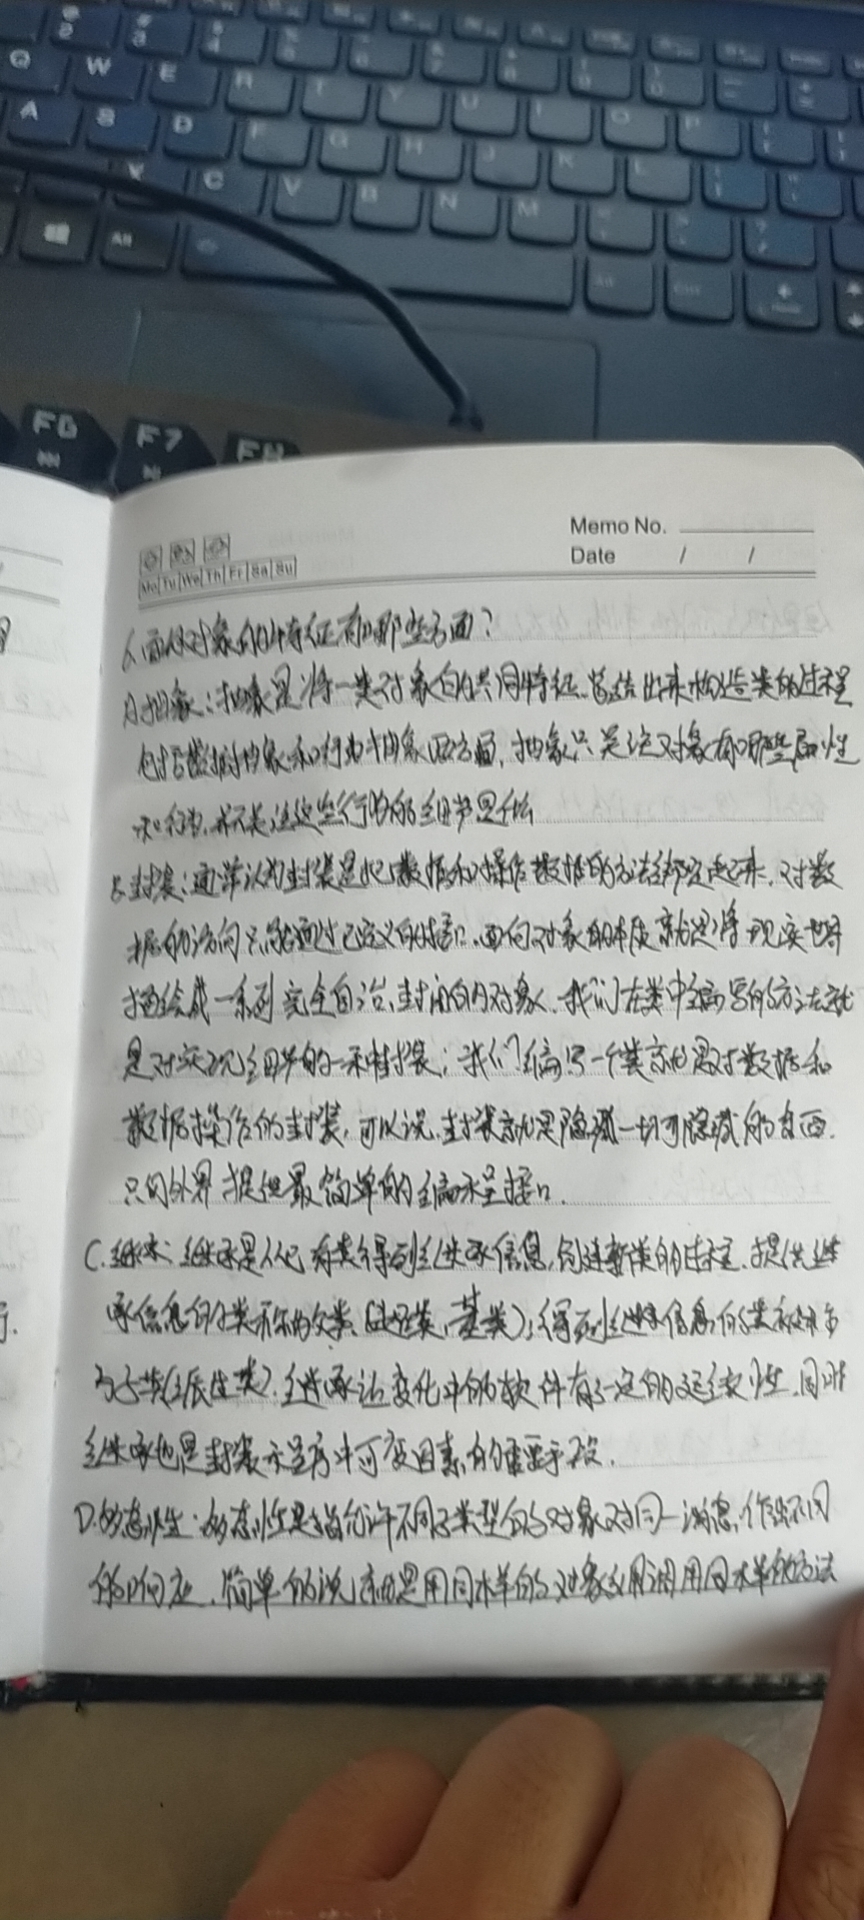 Q W E R T Y U I O P
A S D F G H J K L
X C V B N M
Alt
F6 F7 F8
Memo No.
Date / /
Mo Tu We Th Fr Sa Su
6.面向对象的特征有哪些方面?
A.抽象:抽象是将一类对象的共同特征总结出来构造类的过程
包括数据抽象和行为抽象两方面,抽象只关注对象有哪些属性
和行为,并不关注这些行为的细节是什么
B.封装:通常认为封装是把数据和操作数据的方法绑定起来,对数
据的访问只能通过已定义的接口.面向对象的本质就是将现实世界
描绘成一系列完全自治,封闭的对象.我们在类中编写的方法就
是对实现细节的一种封装;我们编写一个类就是对数据和
数据操作的封装,可以说,封装就是隐藏一切可隐藏的东西.
只向外界提供最简单的编程接口.
C.继承:继承是从已有类得到继承信息,创建新类的过程.提供继
承信息的类称为父类(超类,基类);得到继承信息的类被称
为子类(派生类).继承让变化中的软件有了一定的延续性.同时
继承也是封装程序中可变因素的重要手段.
D.多态性:多态性是指允许不同子类型的对象对同一消息,作出不同
的响应.简单的说就是用同样的对象引用调用同样的方法